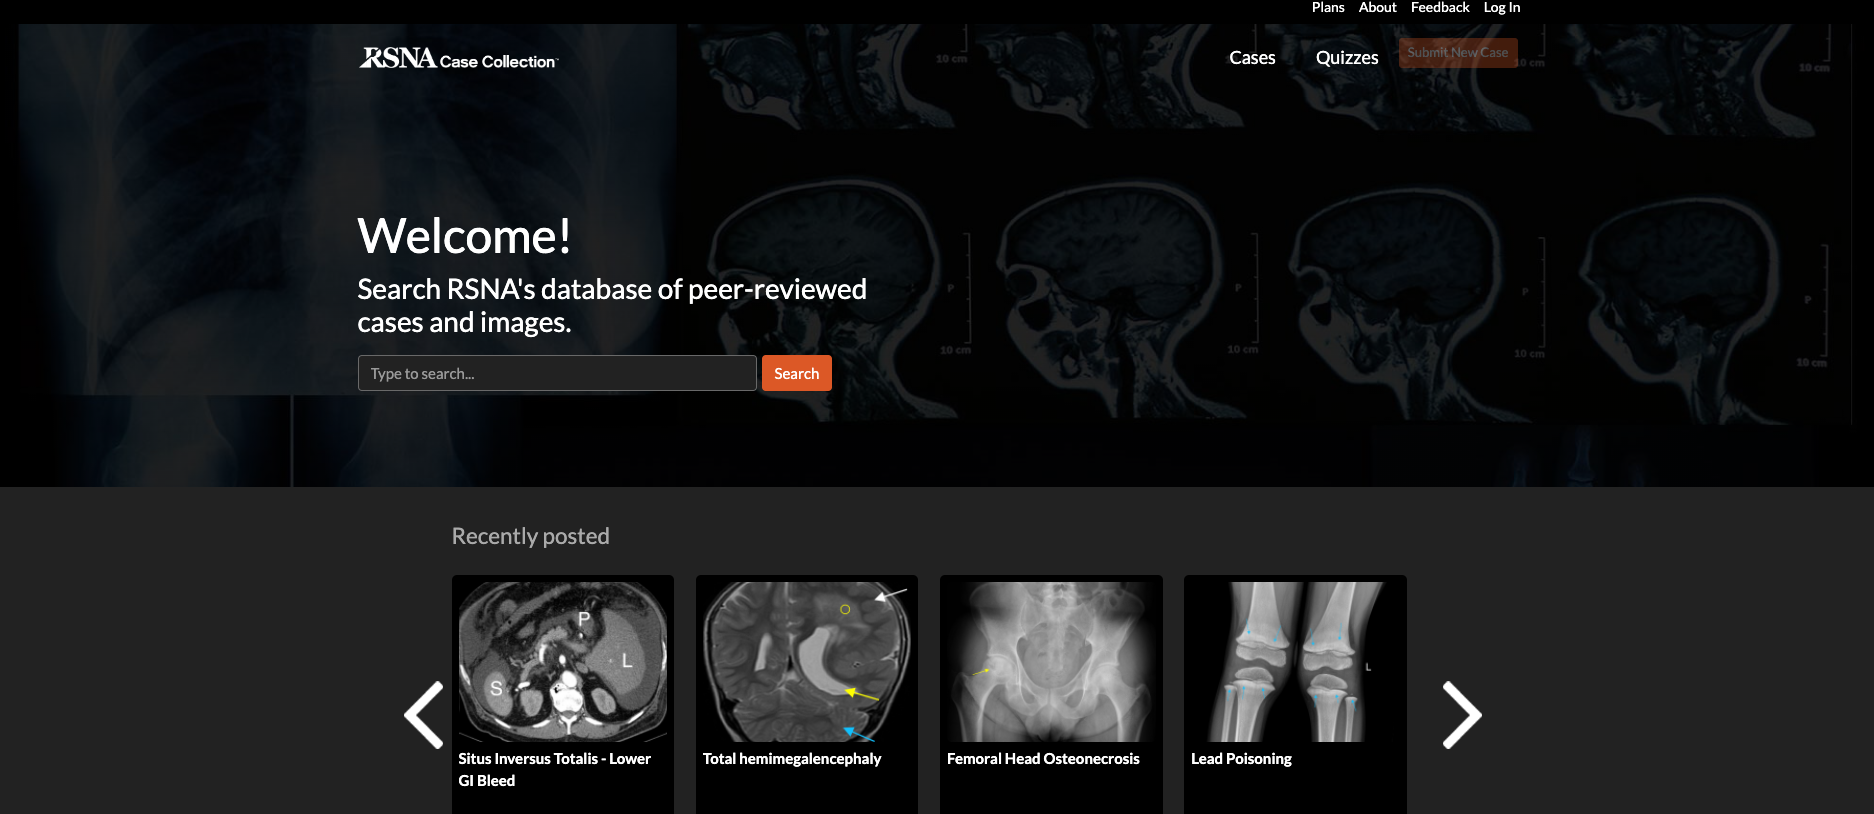 Plans About Feedback Log In
RSNA Case Collection
Cases Quizzes Submit New Case
10 cm 10 cm 10 cm
Welcome!
Search RSNA's database of peer-reviewed
cases and images.
P P P P
10 cm 10 cm 10 cm 10 cm
Type to search... Search
Recently posted
P
L
S
L
Situs Inversus Totalis - Lower
GI Bleed
Total hemimegalencephaly
Femoral Head Osteonecrosis
Lead Poisoning